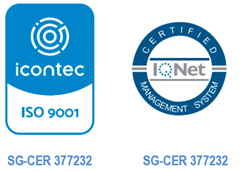 icontec
ISO 9001
SG-CER 377232
CERTIFIED
IQNet
MANAGEMENT SYSTEM
SG-CER 377232